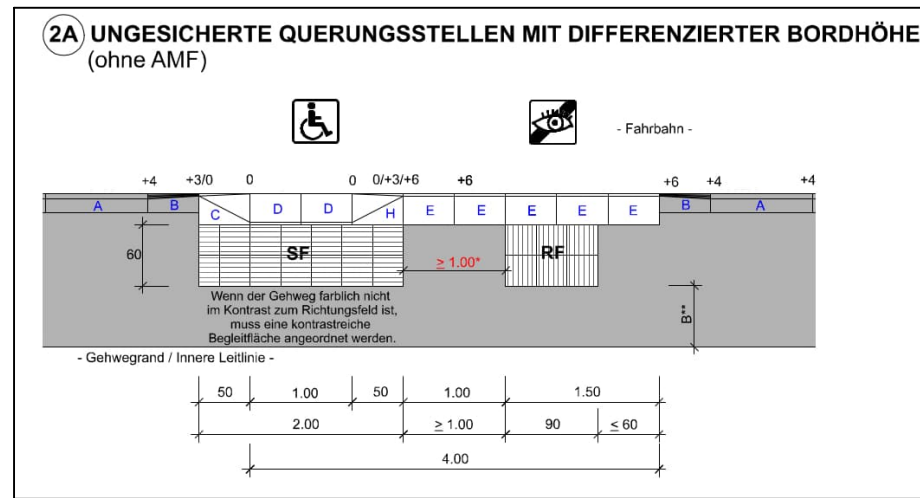 2A UNGESICHERTE QUERUNGSSTELLEN MIT DIFFERENZIERTER BORDHÖHE
(ohne AMF)
- Fahrbahn -
+4 +3/0 0 0 0/+3/+6 +6 +6 +4 +4
A B C D D H E E E E E B A
60 SF ≥ 1.00* RF
Wenn der Gehweg farblich nicht
im Kontrast zum Richtungsfeld ist,
muss eine kontrastreiche
Begleitfläche angeordnet werden.
B**
- Gehwegrand / Innere Leitlinie -
50 1.00 50 1.00 1.50
2.00 ≥ 1.00 90 ≤ 60
4.00